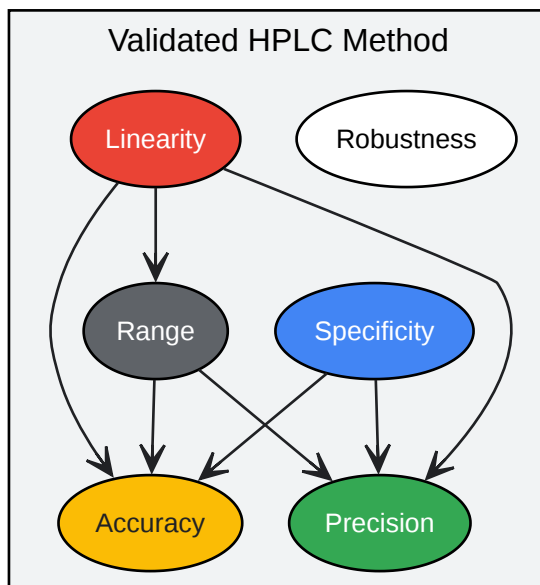 Validated HPLC Method
Linearity
Robustness
Range
Specificity
Accuracy
Precision